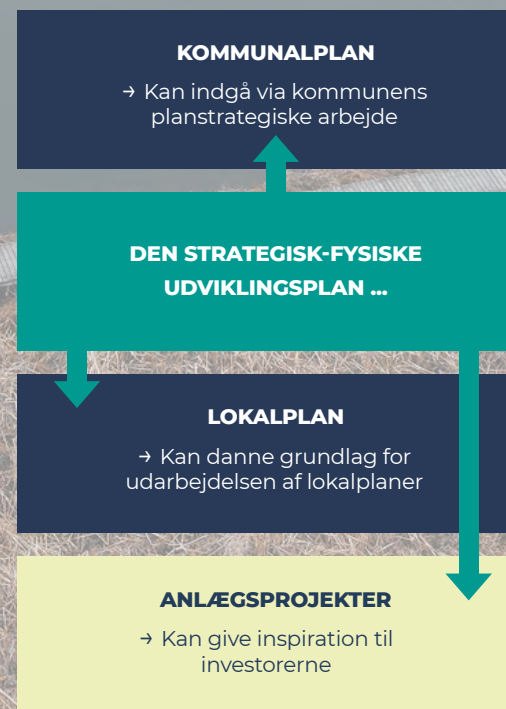 KOMMUNALPLAN
→ Kan indgå via kommunens
planstrategiske arbejde
DEN STRATEGISK-FYSISKE
UDVIKLINGSPLAN ...
LOKALPLAN
→ Kan danne grundlag for
udarbejdelsen af lokalplaner
ANLÆGSPROJEKTER
→ Kan give inspiration til
investorerne